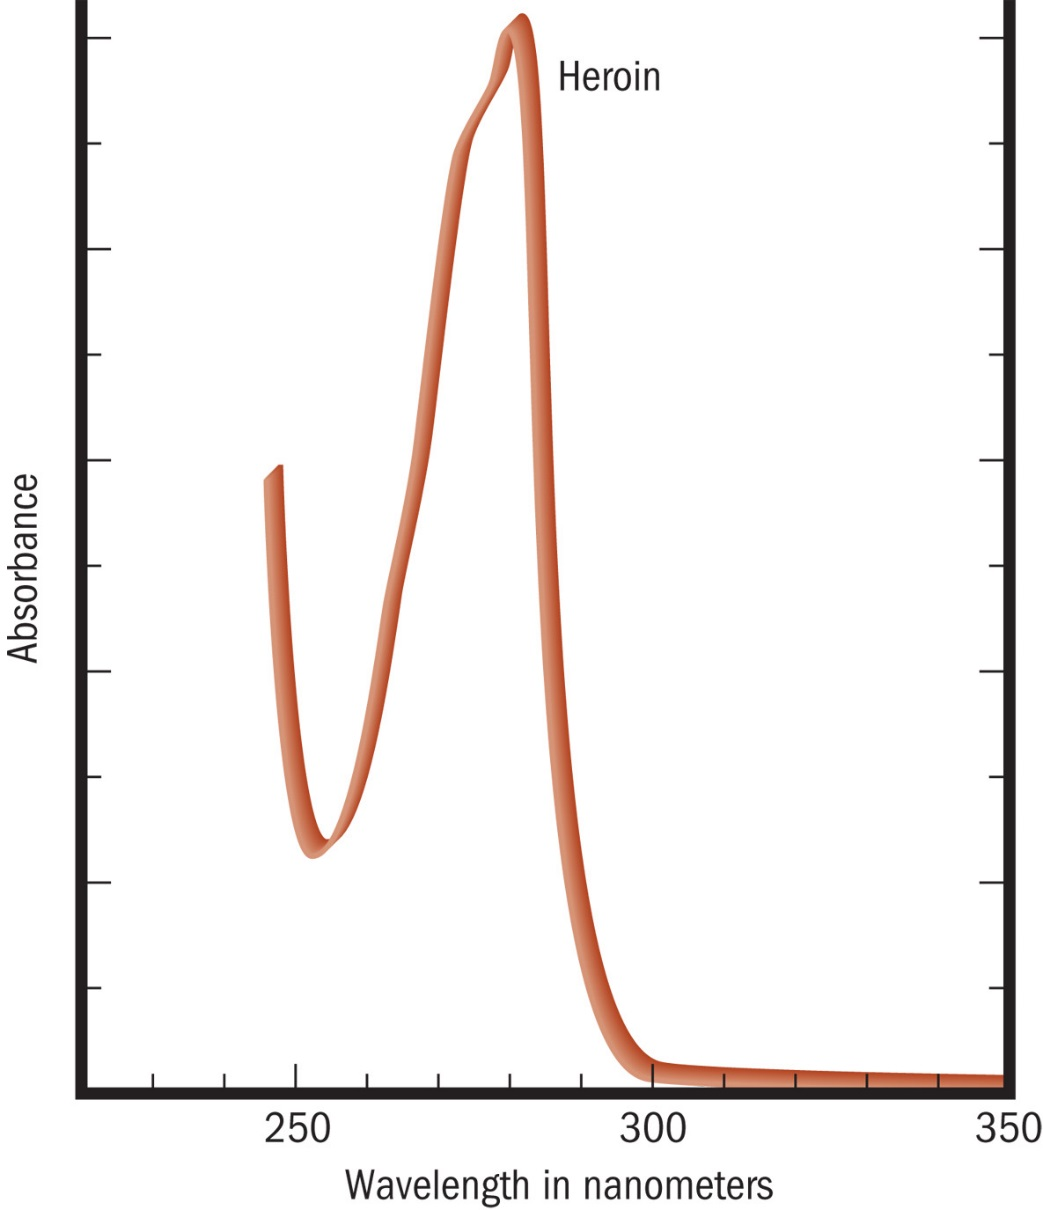 Heroin
Absorbance
250
300
350
Wavelength in nanometers